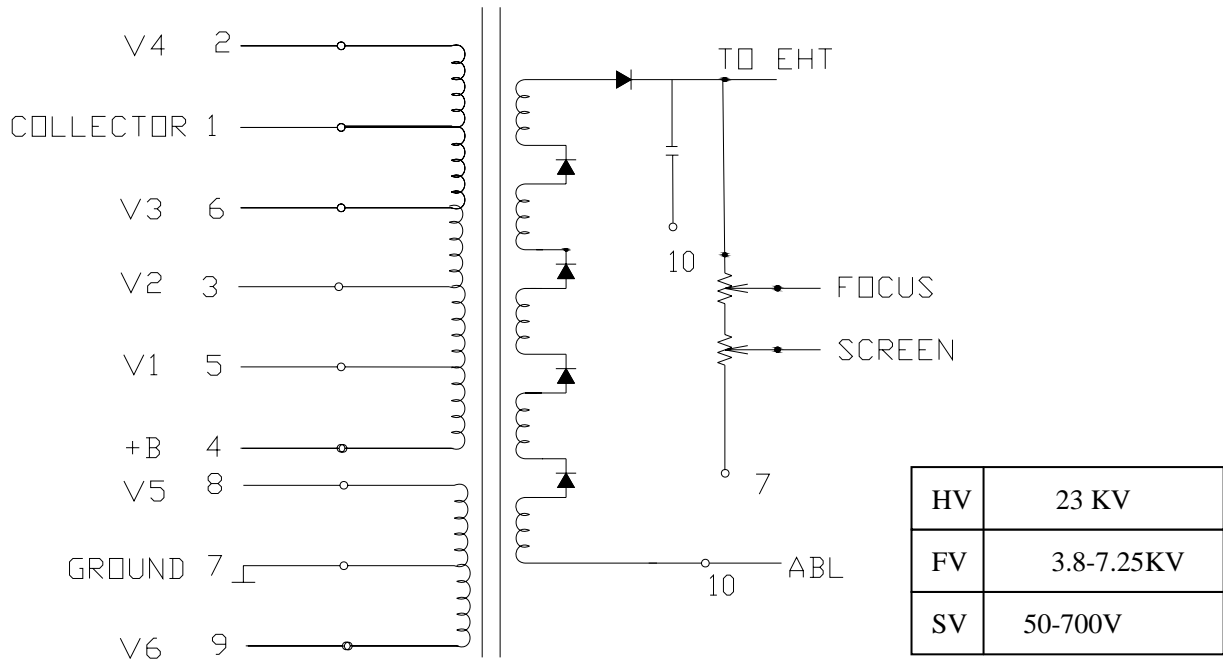 V4 2
COLLECTOR 1
V3 6
V2 3
V1 5
+B 4
V5 8
GROUND 7
V6 9
TO EHT
10
FOCUS
SCREEN
7
10
ABL
HV 23 KV
FV 3.8-7.25KV
SV 50-700V